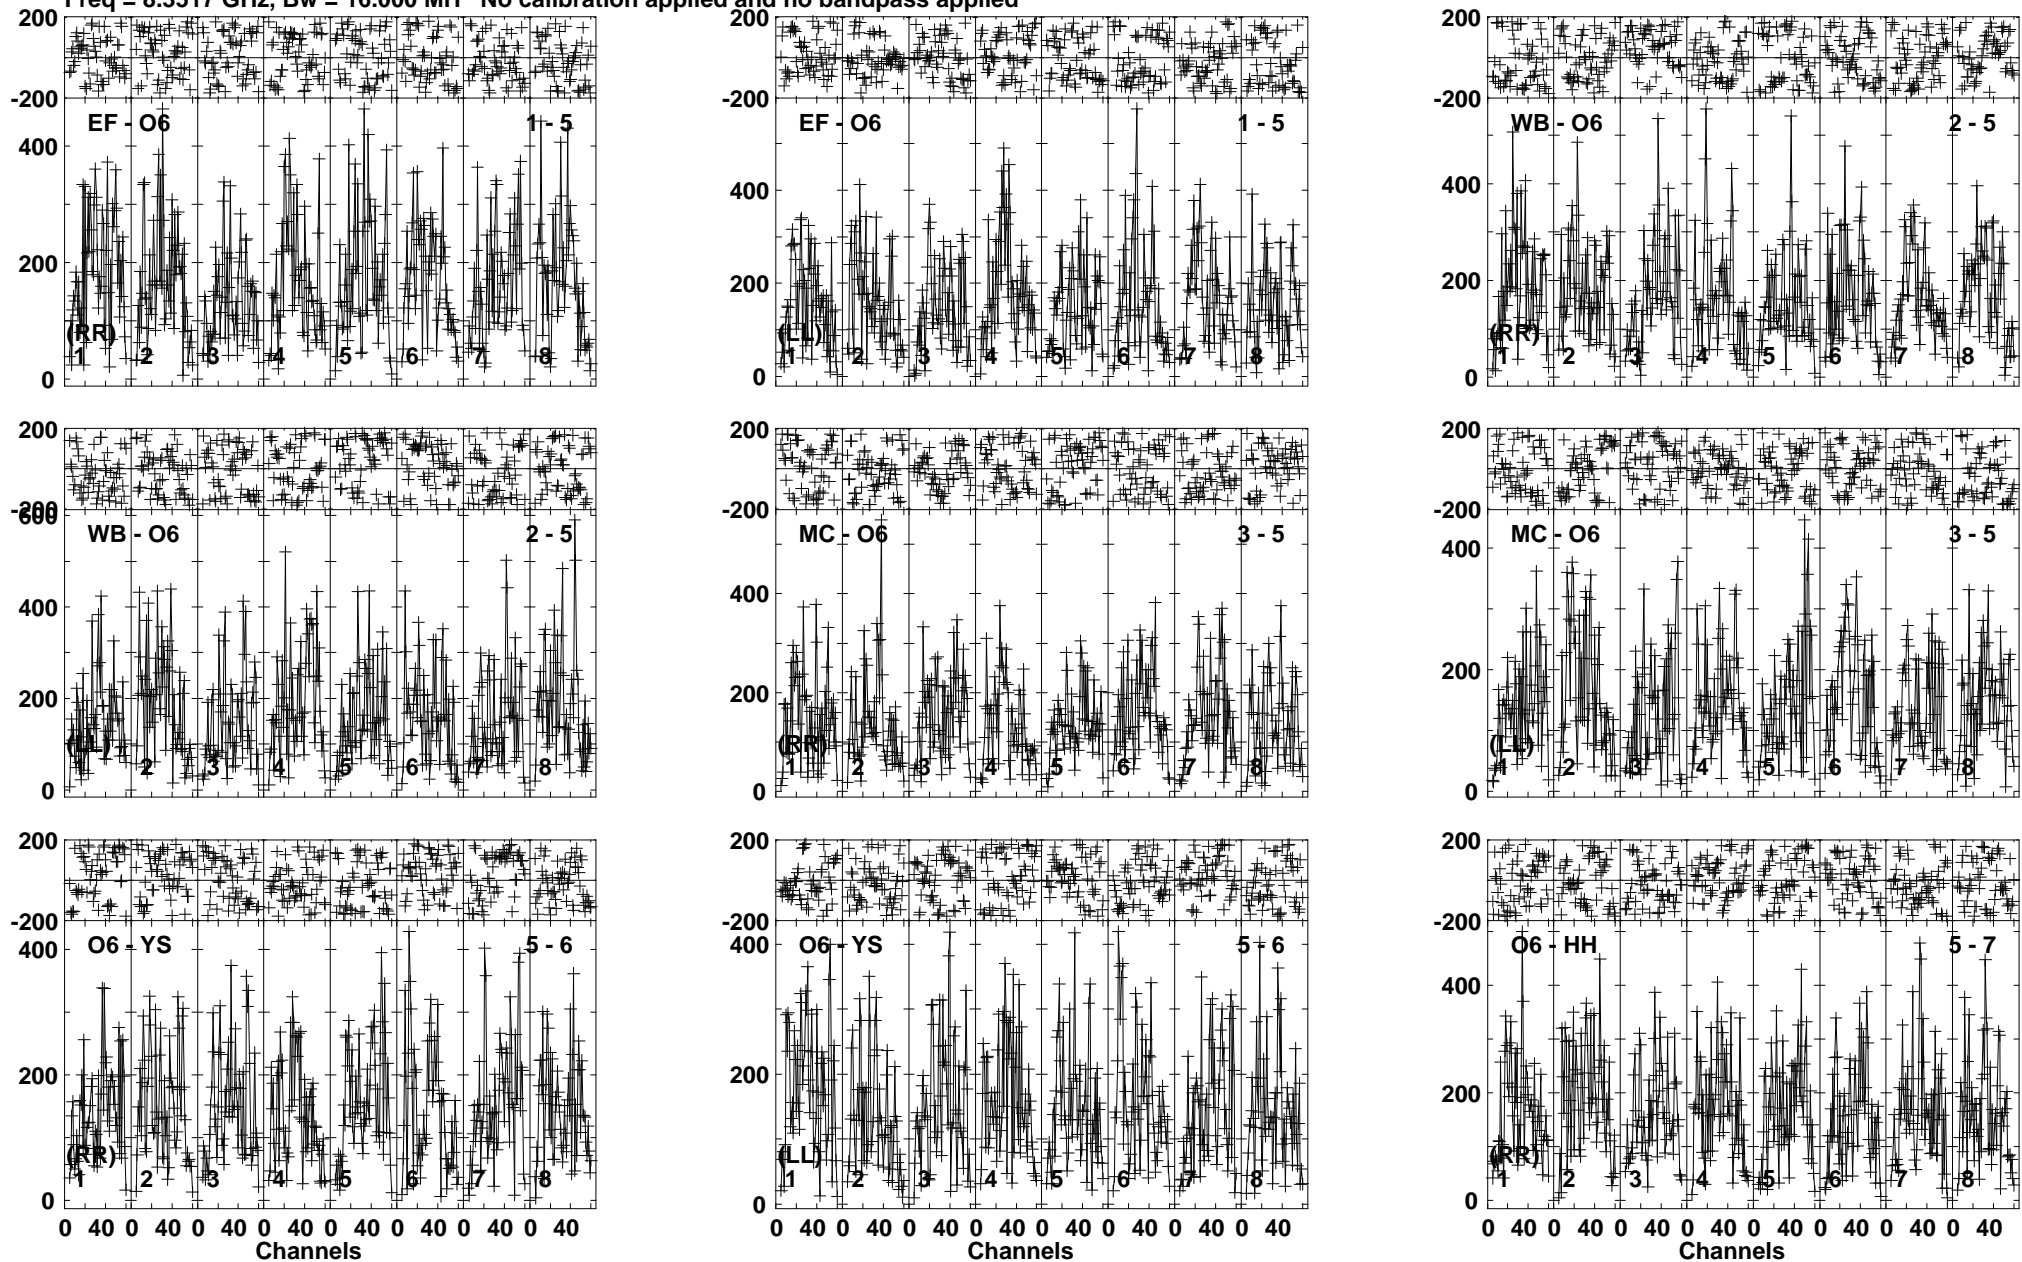 Freq = 8.3517 GHz, Bw = 16.000 MH No calibration applied and no bandpass applied
200 200 200
-200 -200 -200
EF - O6 1 - 5 EF - O6 1 - 5 WB - O6 2 - 5
400
400 400
200 200 200
(RR) (LL) (RR)
1 2 3 4 5 6 7 8 1 2 3 4 5 6 7 8 1 2 3 4 5 6 7 8
0 0 0
200 200 200
-200 -200 -200
600
WB - O6 2 - 5 MC - O6 3 - 5 MC - O6 3 - 5
400 400 400
200 200 200
(LL) (RR) (LL)
1 2 3 4 5 6 7 8 1 2 3 4 5 6 7 8 1 2 3 4 5 6 7 8
0 0 0
200 200 200
-200 -200 -200
O6 - YS 5 - 6 O6 - YS 5 - 6 O6 - HH 5 - 7
400 400 400
200 200 200
(RR) (LL) (RR)
1 2 3 4 5 6 7 8 1 2 3 4 5 6 7 8 1 2 3 4 5 6 7 8
0 0 0
0 40 0 40 0 40 0 40 0 40 0 40 0 40 0 40 0 40 0 40 0 40 0 40 0 40 0 40 0 40 0 40 0 40 0 40 0 40 0 40 0 40 0 40 0 40 0 40
Channels Channels Channels